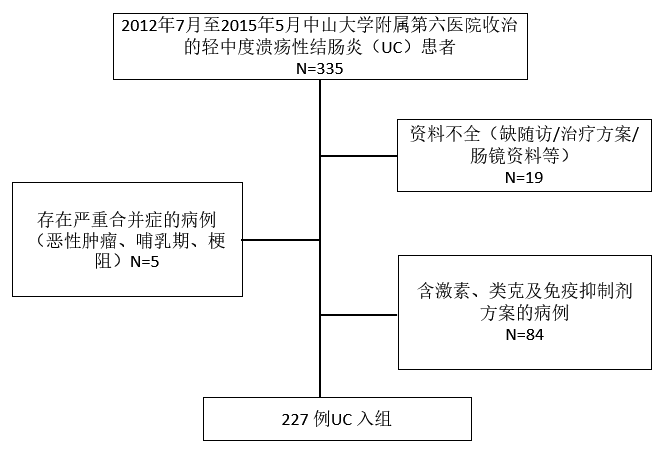 2012年7月至2015年5月中山大学附属第六医院收治
的轻中度溃疡性结肠炎（UC）患者
N=335
资料不全（缺随访/治疗方案/
肠镜资料等）
N=19
存在严重合并症的病例
（恶性肿瘤、哺乳期、梗
阻）N=5
含激素、类克及免疫抑制剂
方案的病例
N=84
227 例UC 入组